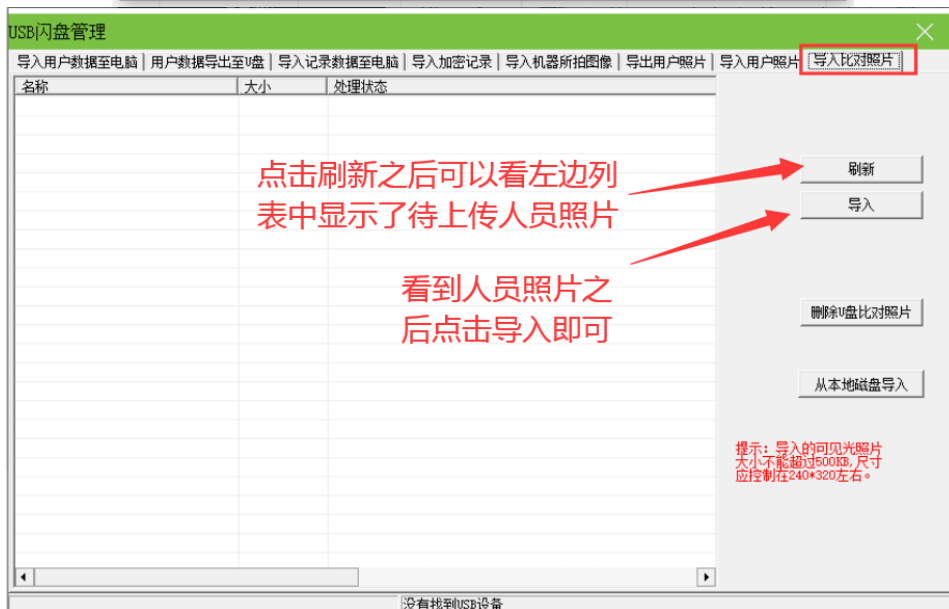 USB闪盘管理
导入用户数据至电脑 用户数据导出至U盘 导入记录数据至电脑 导入加密记录 导入机器所拍图像 导出用户照片 导入用户照片 导入比对照片
名称 大小 处理状态
点击刷新之后可以看左边列
表中显示了待上传人员照片
刷新
导入
看到人员照片之
后点击导入即可
删除U盘比对照片
从本地磁盘导入
提示：导入的可见光照片
大小不能超过500KB,尺寸
应控制在240*320左右。
没有找到USB设备